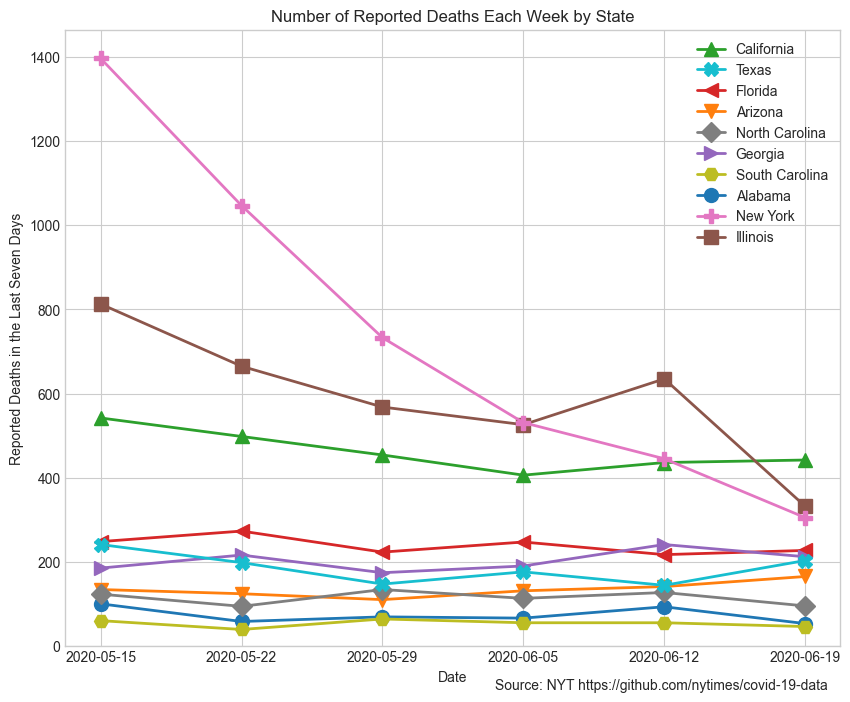 Number of Reported Deaths Each Week by State
1400
1200
1000
800
600
400
200
0
Reported Deaths in the Last Seven Days
California
Texas
Florida
Arizona
North Carolina
Georgia
South Carolina
Alabama
New York
Illinois
2020-05-15
2020-05-22
2020-05-29
2020-06-05
2020-06-12
2020-06-19
Date
Source: NYT https://github.com/nytimes/covid-19-data